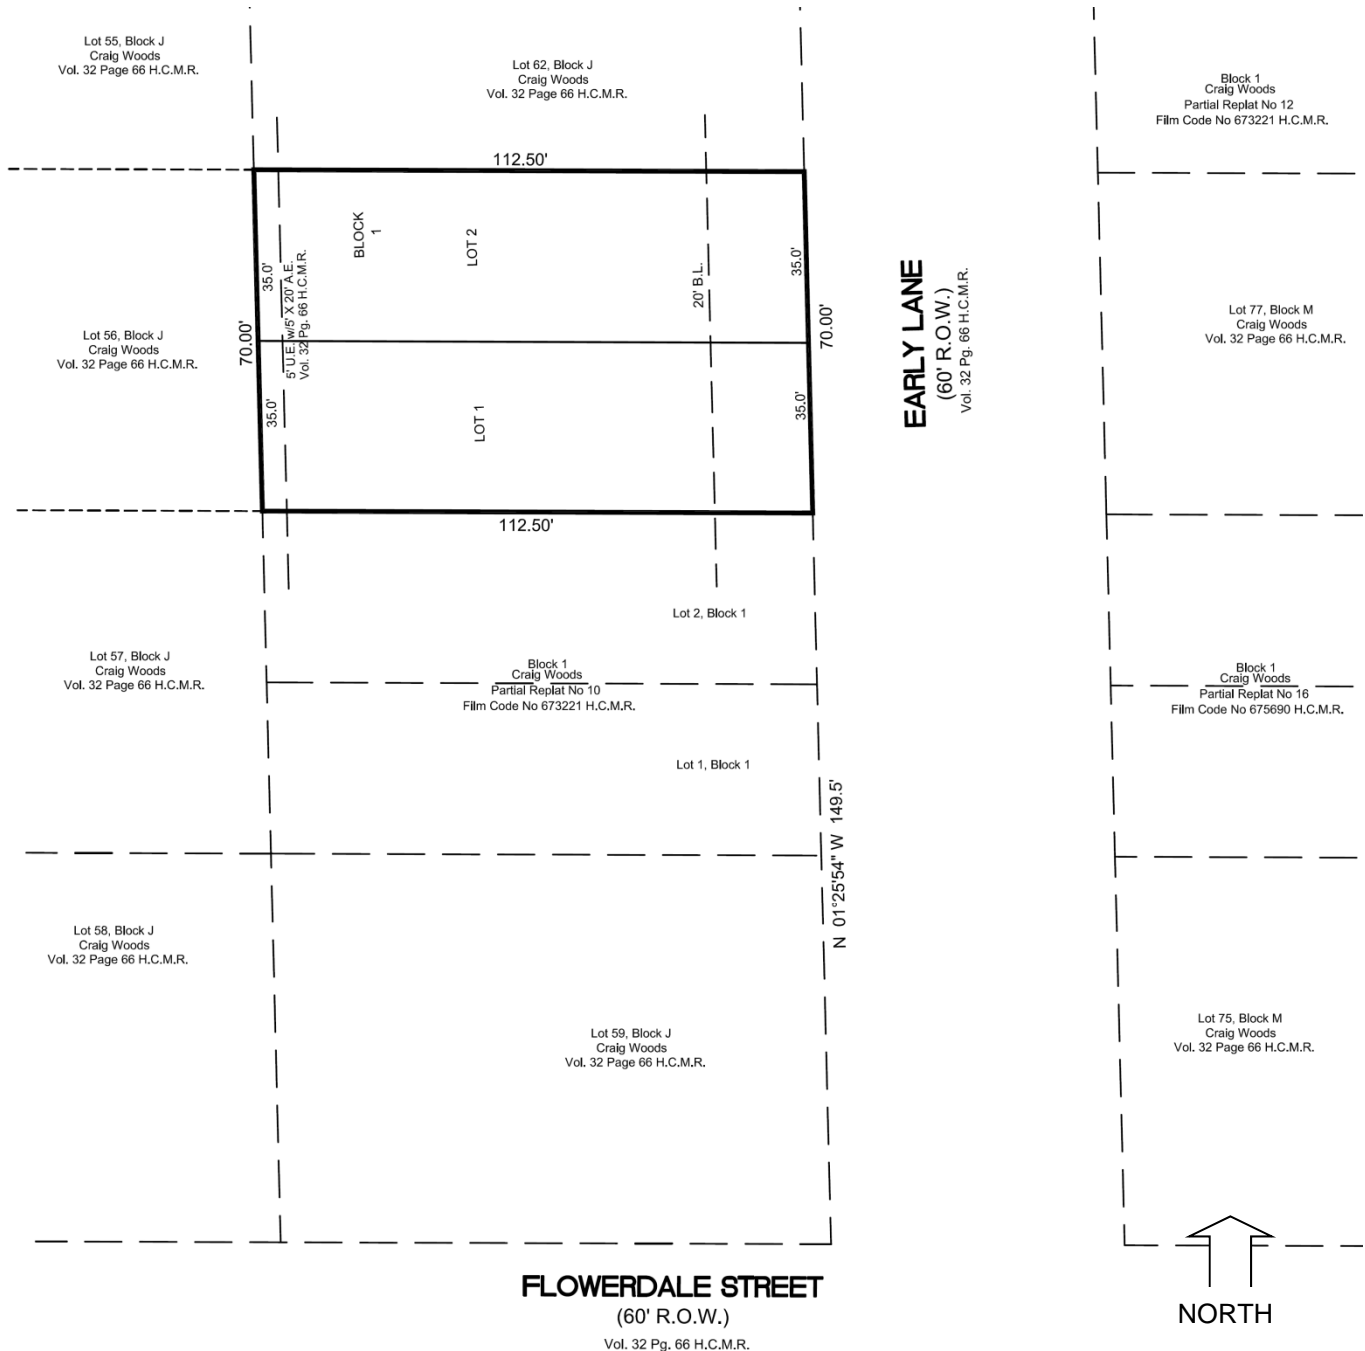 Lot 55, Block J
Craig Woods
Vol. 32 Page 66 H.C.M.R.
Lot 62, Block J
Craig Woods
Vol. 32 Page 66 H.C.M.R.
Block 1
Craig Woods
Partial Replat No 12
Film Code No 673221 H.C.M.R.
112.50'
BLOCK
1
LOT 2
35.0'
5' U.E. w/5' X 20' A.E.
Vol. 32 Pg. 66 H.C.M.R.
20' B.L.
35.0'
70.00'
70.00'
Lot 56, Block J
Craig Woods
Vol. 32 Page 66 H.C.M.R.
EARLY LANE
(60' R.O.W.)
Vol. 32 Pg. 66 H.C.M.R.
Lot 77, Block M
Craig Woods
Vol. 32 Page 66 H.C.M.R.
35.0'
LOT 1
35.0'
112.50'
Lot 2, Block 1
Lot 57, Block J
Craig Woods
Vol. 32 Page 66 H.C.M.R.
Block 1
Craig Woods
Partial Replat No 10
Film Code No 673221 H.C.M.R.
Block 1
Craig Woods
Partial Replat No 16
Film Code No 675690 H.C.M.R.
Lot 1, Block 1
N 01°25'54" W 149.5'
Lot 58, Block J
Craig Woods
Vol. 32 Page 66 H.C.M.R.
Lot 59, Block J
Craig Woods
Vol. 32 Page 66 H.C.M.R.
Lot 75, Block M
Craig Woods
Vol. 32 Page 66 H.C.M.R.
FLOWERDALE STREET
(60' R.O.W.)
Vol. 32 Pg. 66 H.C.M.R.
NORTH